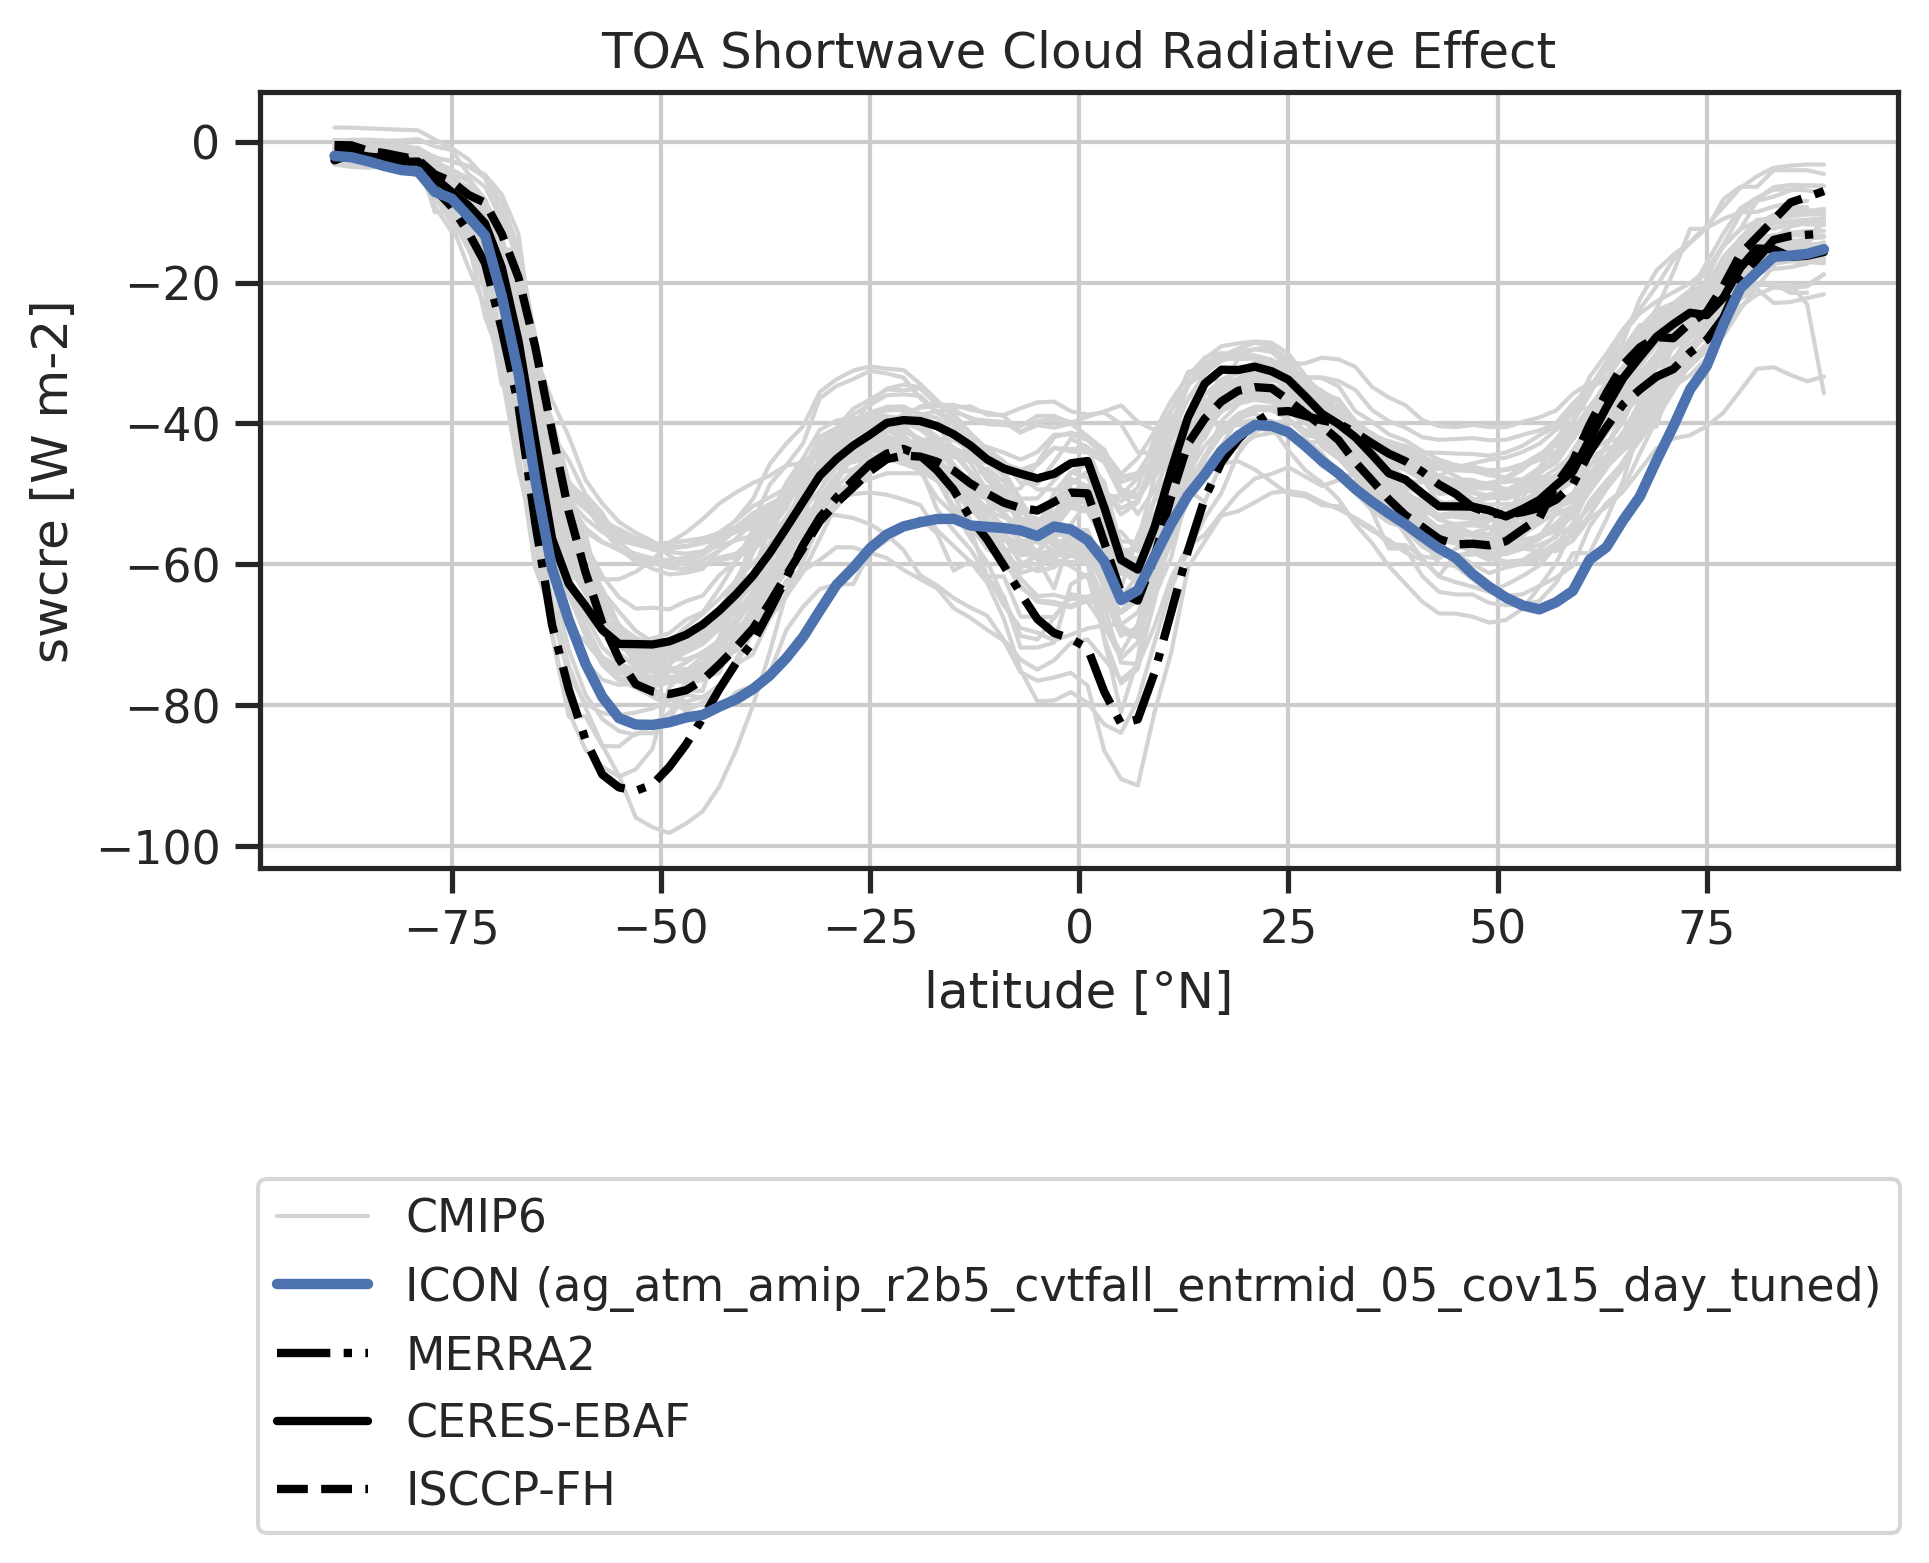 TOA Shortwave Cloud Radiative Effect
swcre [W m-2]
0
−20
−40
−60
−80
−100
−75
−50
−25
0
25
50
75
latitude [°N]
CMIP6
ICON (ag_atm_amip_r2b5_cvtfall_entrmid_05_cov15_day_tuned)
MERRA2
CERES-EBAF
ISCCP-FH